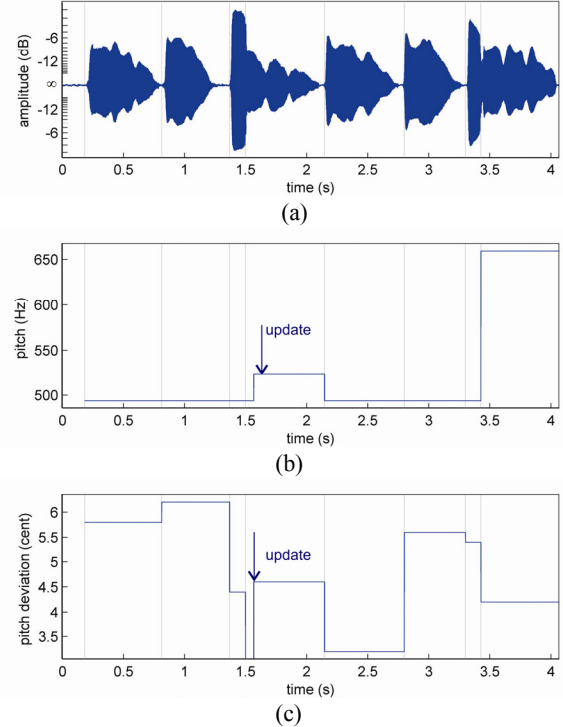 amplitude (dB)
-6
-12
∞
-12
-6
0 0.5 1 1.5 2 2.5 3 3.5 4
time (s)
(a)
pitch (Hz)
650
600
550
500
update
0 0.5 1 1.5 2 2.5 3 3.5 4
time (s)
(b)
pitch deviation (cent)
6
5.5
5
4.5
4
3.5
update
0 0.5 1 1.5 2 2.5 3 3.5 4
time (s)
(c)